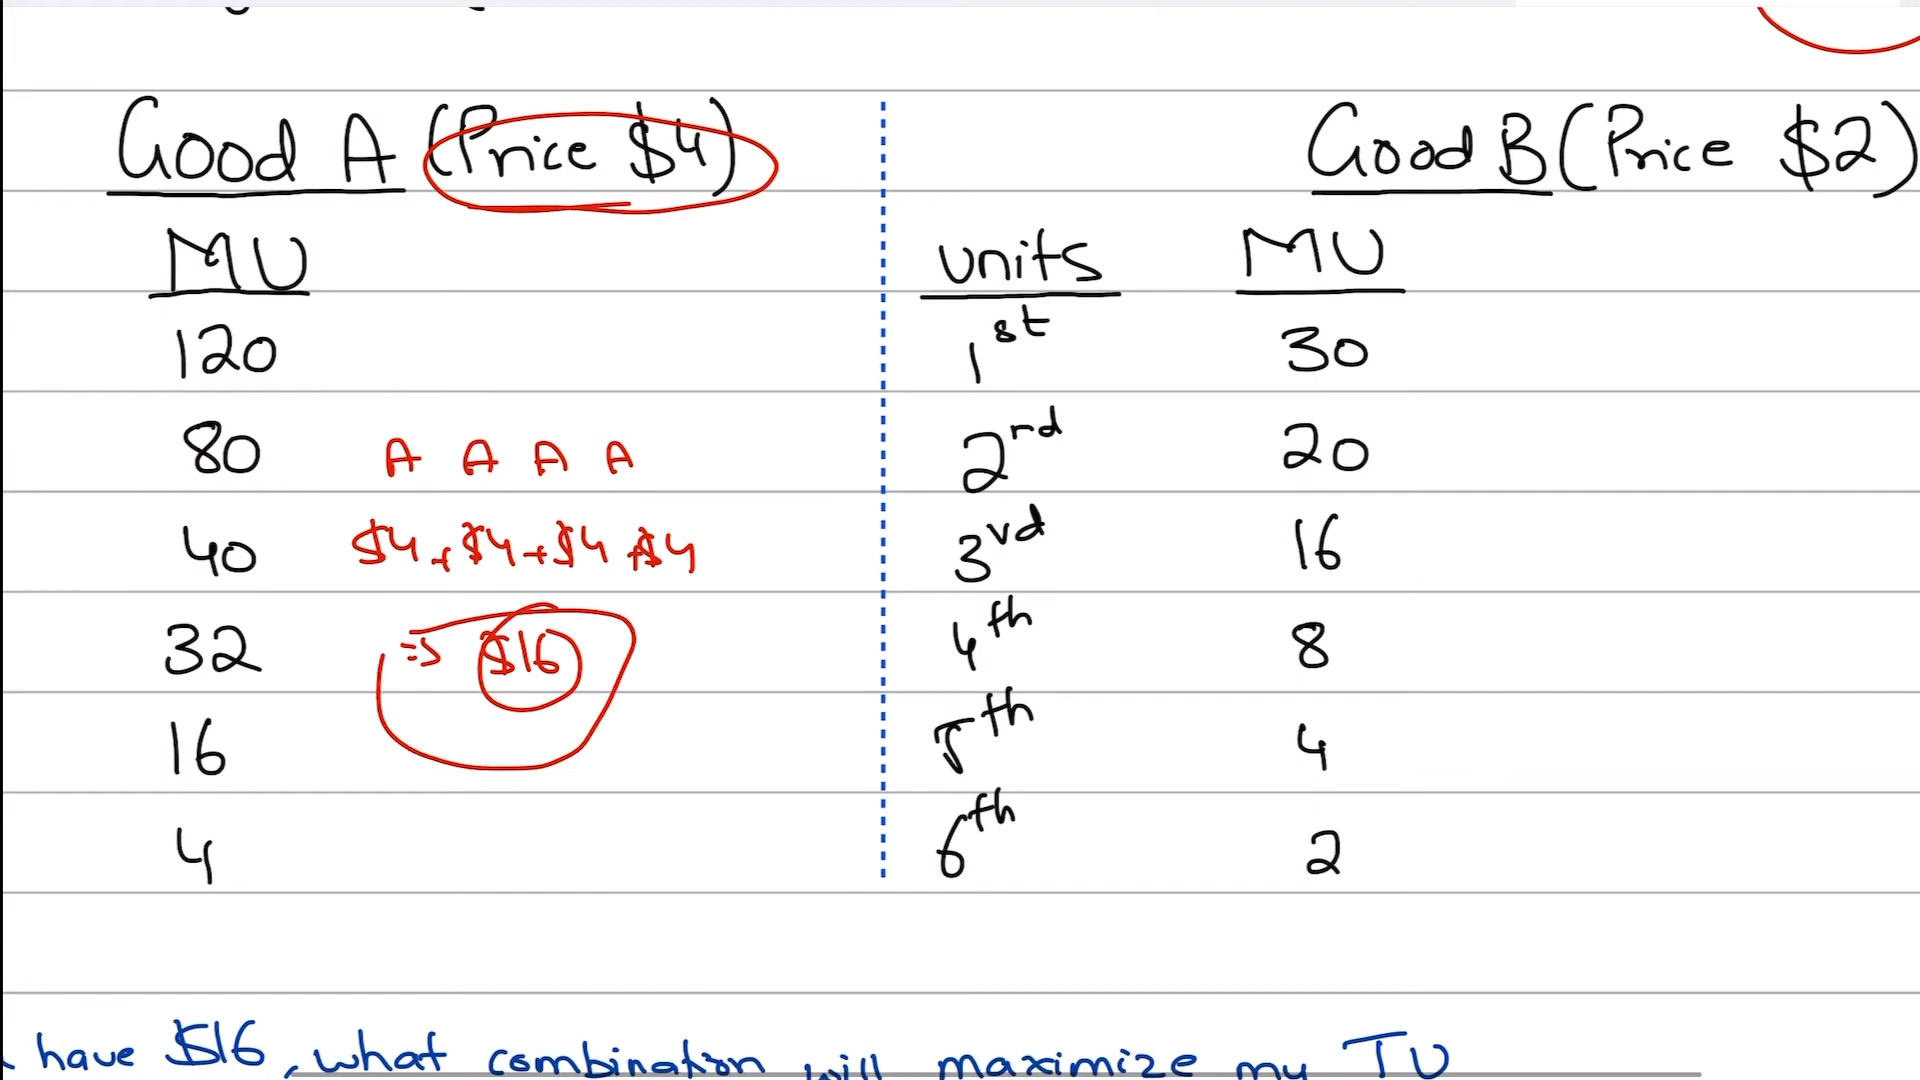 Good A (Price $4)
Good B (Price $2)
MU
units MU
120
1st 30
80 A A A A
2nd 20
40 $4 + $4 + $4 + $4
3rd 16
32 => $16
4th 8
16
5th 4
4
6th 2
have $16, what combination will maximize my TU